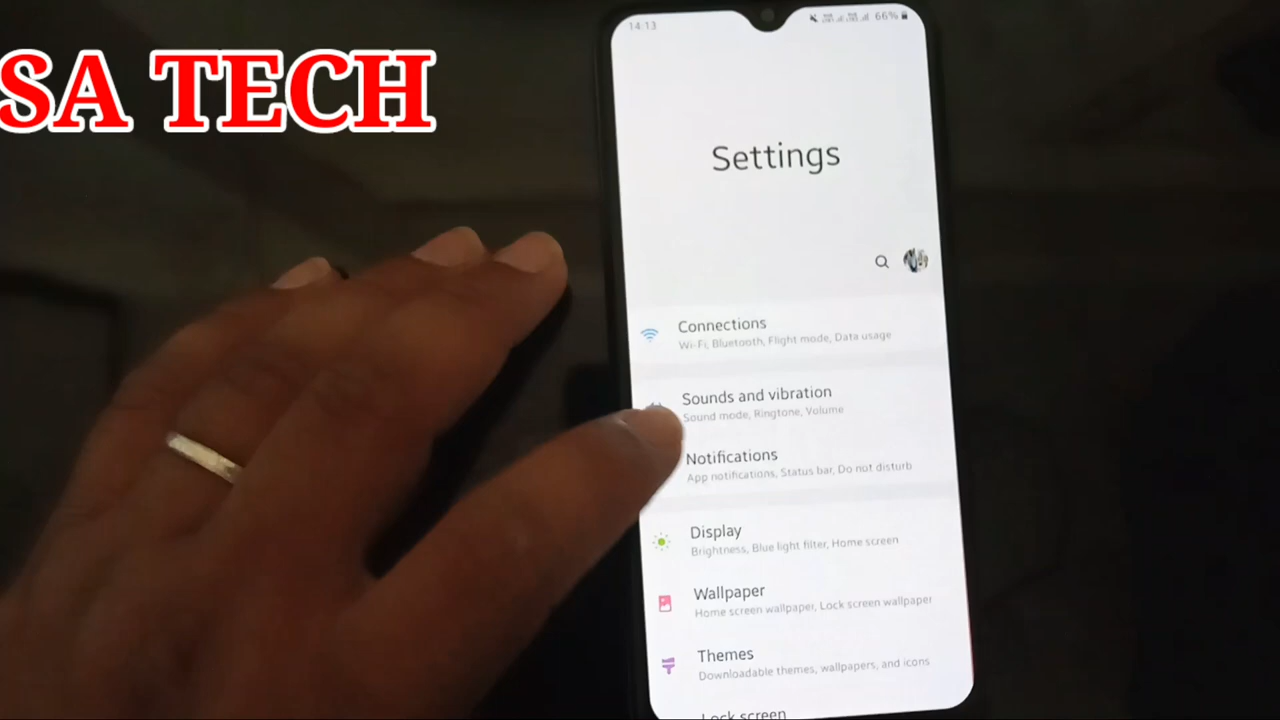 SA TECH
14:13
66%
Settings
Connections
Wi-Fi, Bluetooth, Flight mode, Data usage
Sounds and vibration
Sound mode, Ringtone, Volume
Notifications
App notifications, Status bar, Do not disturb
Display
Brightness, Blue light filter, Home screen
Wallpaper
Home screen wallpaper, Lock screen wallpaper
Themes
Downloadable themes, wallpapers, and icons
Lock screen